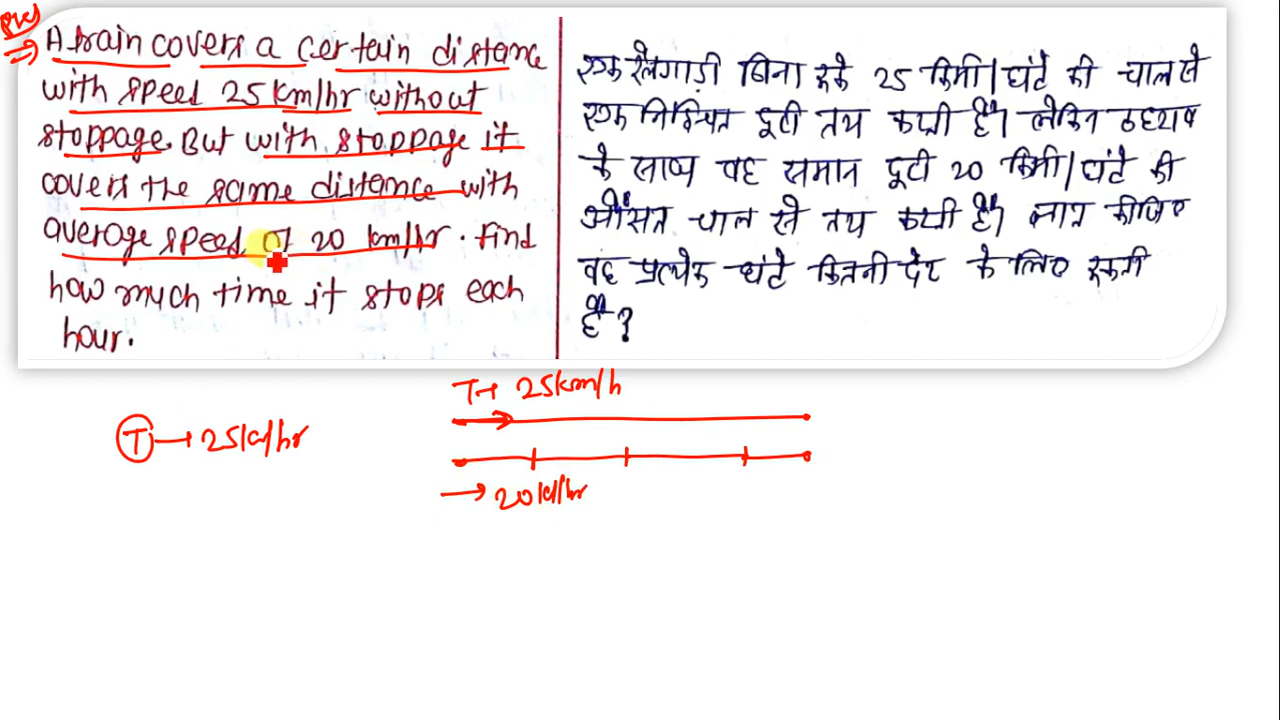 Que
A train covers a certain distance
with speed 25 km/hr without
stoppage. But with stoppage it
covers the same distance with
average speed of 20 km/hr. Find
how much time it stops each
hour.
एक रेलगाड़ी बिना रुके 25 किमी/घंटे की चाल से
एक निश्चित दूरी तय करती है। लेकिन ठहराव
के साथ वह समान दूरी 20 किमी/घंटे की
औसत चाल से तय करती है। ज्ञात कीजिए
वह प्रत्येक घंटे कितनी देर के लिए रुकती
है?
T→ 25km/h
T → 25km/hr
→ 20km/hr